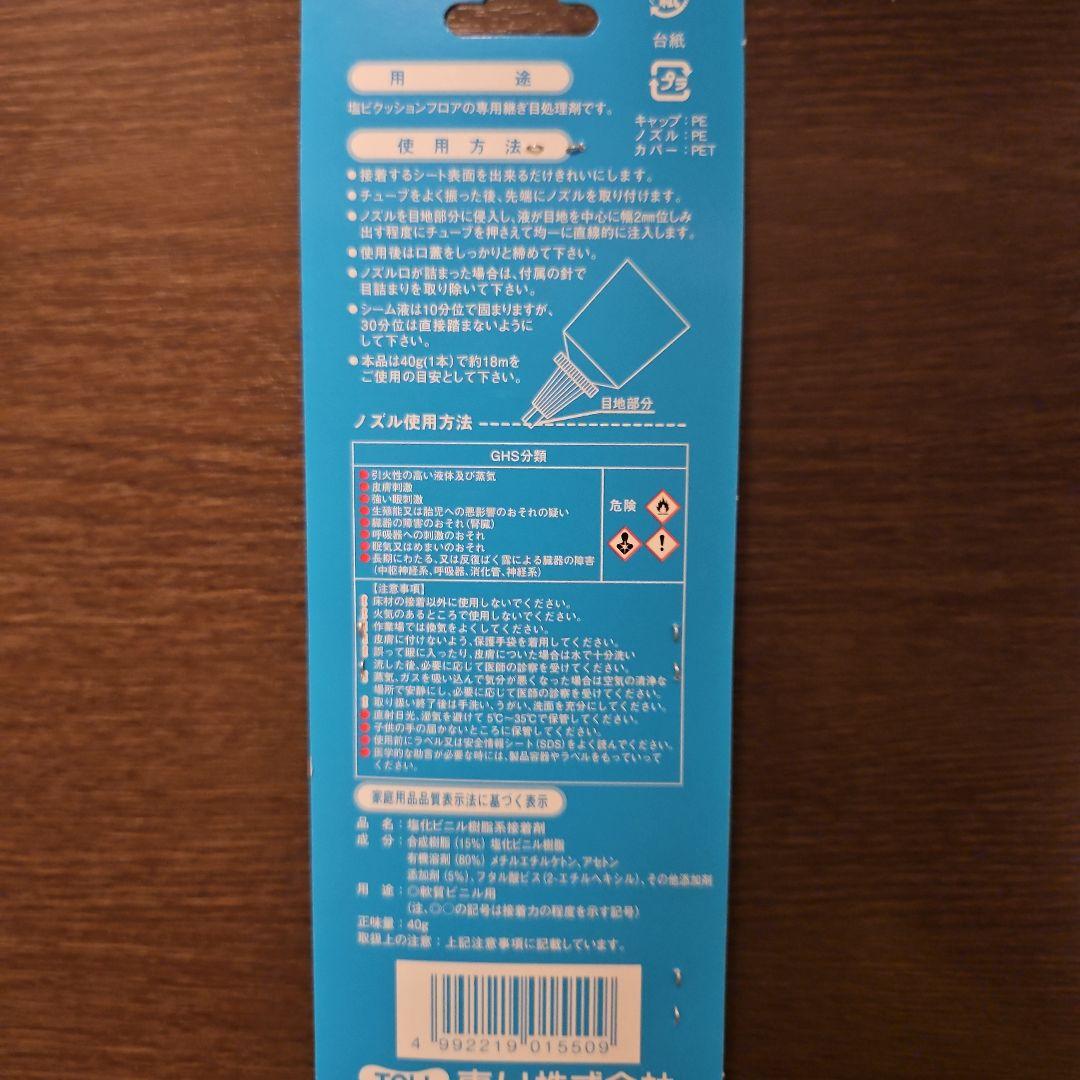 紙
台紙
プラ
キャップ：PE
ノズル：PE
カバー：PET
用　　途
塩ビクッションフロアの専用継ぎ目処理剤です。
使用方法
●接着するシート表面を出来るだけきれいにします。
●チューブをよく振った後、先端にノズルを取り付けます。
●ノズルを目地部分に侵入し、液が目地を中心に幅2㎜位しみ
出す程度にチューブを押さえて均一に直線的に注入します。
●使用後は口蓋をしっかりと締めて下さい。
●ノズル口が詰まった場合は、付属の針で
目詰まりを取り除いて下さい。
●シーム液は10分位で固まりますが、
30分位は直接踏まないように
して下さい。
●本品は40g(1本)で約18mを
ご使用の目安として下さい。
目地部分
ノズル使用方法
GHS分類
●引火性の高い液体及び蒸気
●皮膚刺激
●強い眼刺激
●生殖能又は胎児への悪影響のおそれの疑い
●臓器の障害のおそれ(腎臓)
●呼吸器への刺激のおそれ
●眠気又はめまいのおそれ
●長期にわたる、又は反復ばく露による臓器の障害
(中枢神経系、呼吸器、消化管、神経系)
危険
【注意事項】
床材の接着以外に使用しないでください。
火気のあるところで使用しないでください。
作業場では換気をよくしてください。
皮膚に付けないよう、保護手袋を着用してください。
誤って眼に入ったり、皮膚についた場合は水で十分洗い
流した後、必要に応じて医師の診察を受けてください。
蒸気、ガスを吸い込んで気分が悪くなった場合は空気の清浄な
場所で安静にし、必要に応じて医師の診察を受けてください。
取り扱い終了後は手洗い、うがい、洗面を充分にしてください。
●直射日光、湿気を避けて5℃～35℃で保管してください。
●子供の手の届かないところに保管してください。
●使用前にラベル又は安全情報シート(SDS)をよく読んでください。
●医学的な助言が必要な時には、製品容器やラベルをもっていって
ください。
家庭用品品質表示法に基づく表示
品　名：塩化ビニル樹脂系接着剤
成　分：合成樹脂(15%) 塩化ビニル樹脂
有機溶剤(80%) メチルエチルケトン、アセトン
添加剤(5%)、フタル酸ビス(2-エチルヘキシル)、その他添加剤
用　途：◎軟質ビニル用
(注、◎○の記号は接着力の程度を示す記号)
正味量：40g
取扱上の注意：上記注意事項に記載しています。
4 992219 015509
TOLI 東リ株式会社